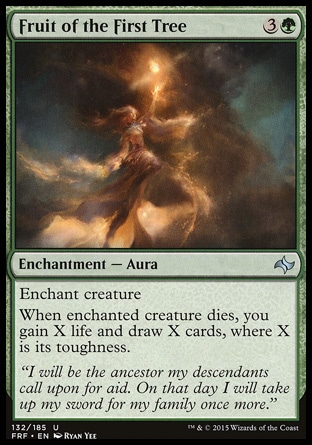 Fruit of the First Tree 3
Enchantment — Aura
Enchant creature
When enchanted creature dies, you
gain X life and draw X cards, where X
is its toughness.
“I will be the ancestor my descendants
call upon for aid. On that day I will take
up my sword for my family once more.”
132/185 U
FRF • EN Ryan Yee
™ & © 2015 Wizards of the Coast